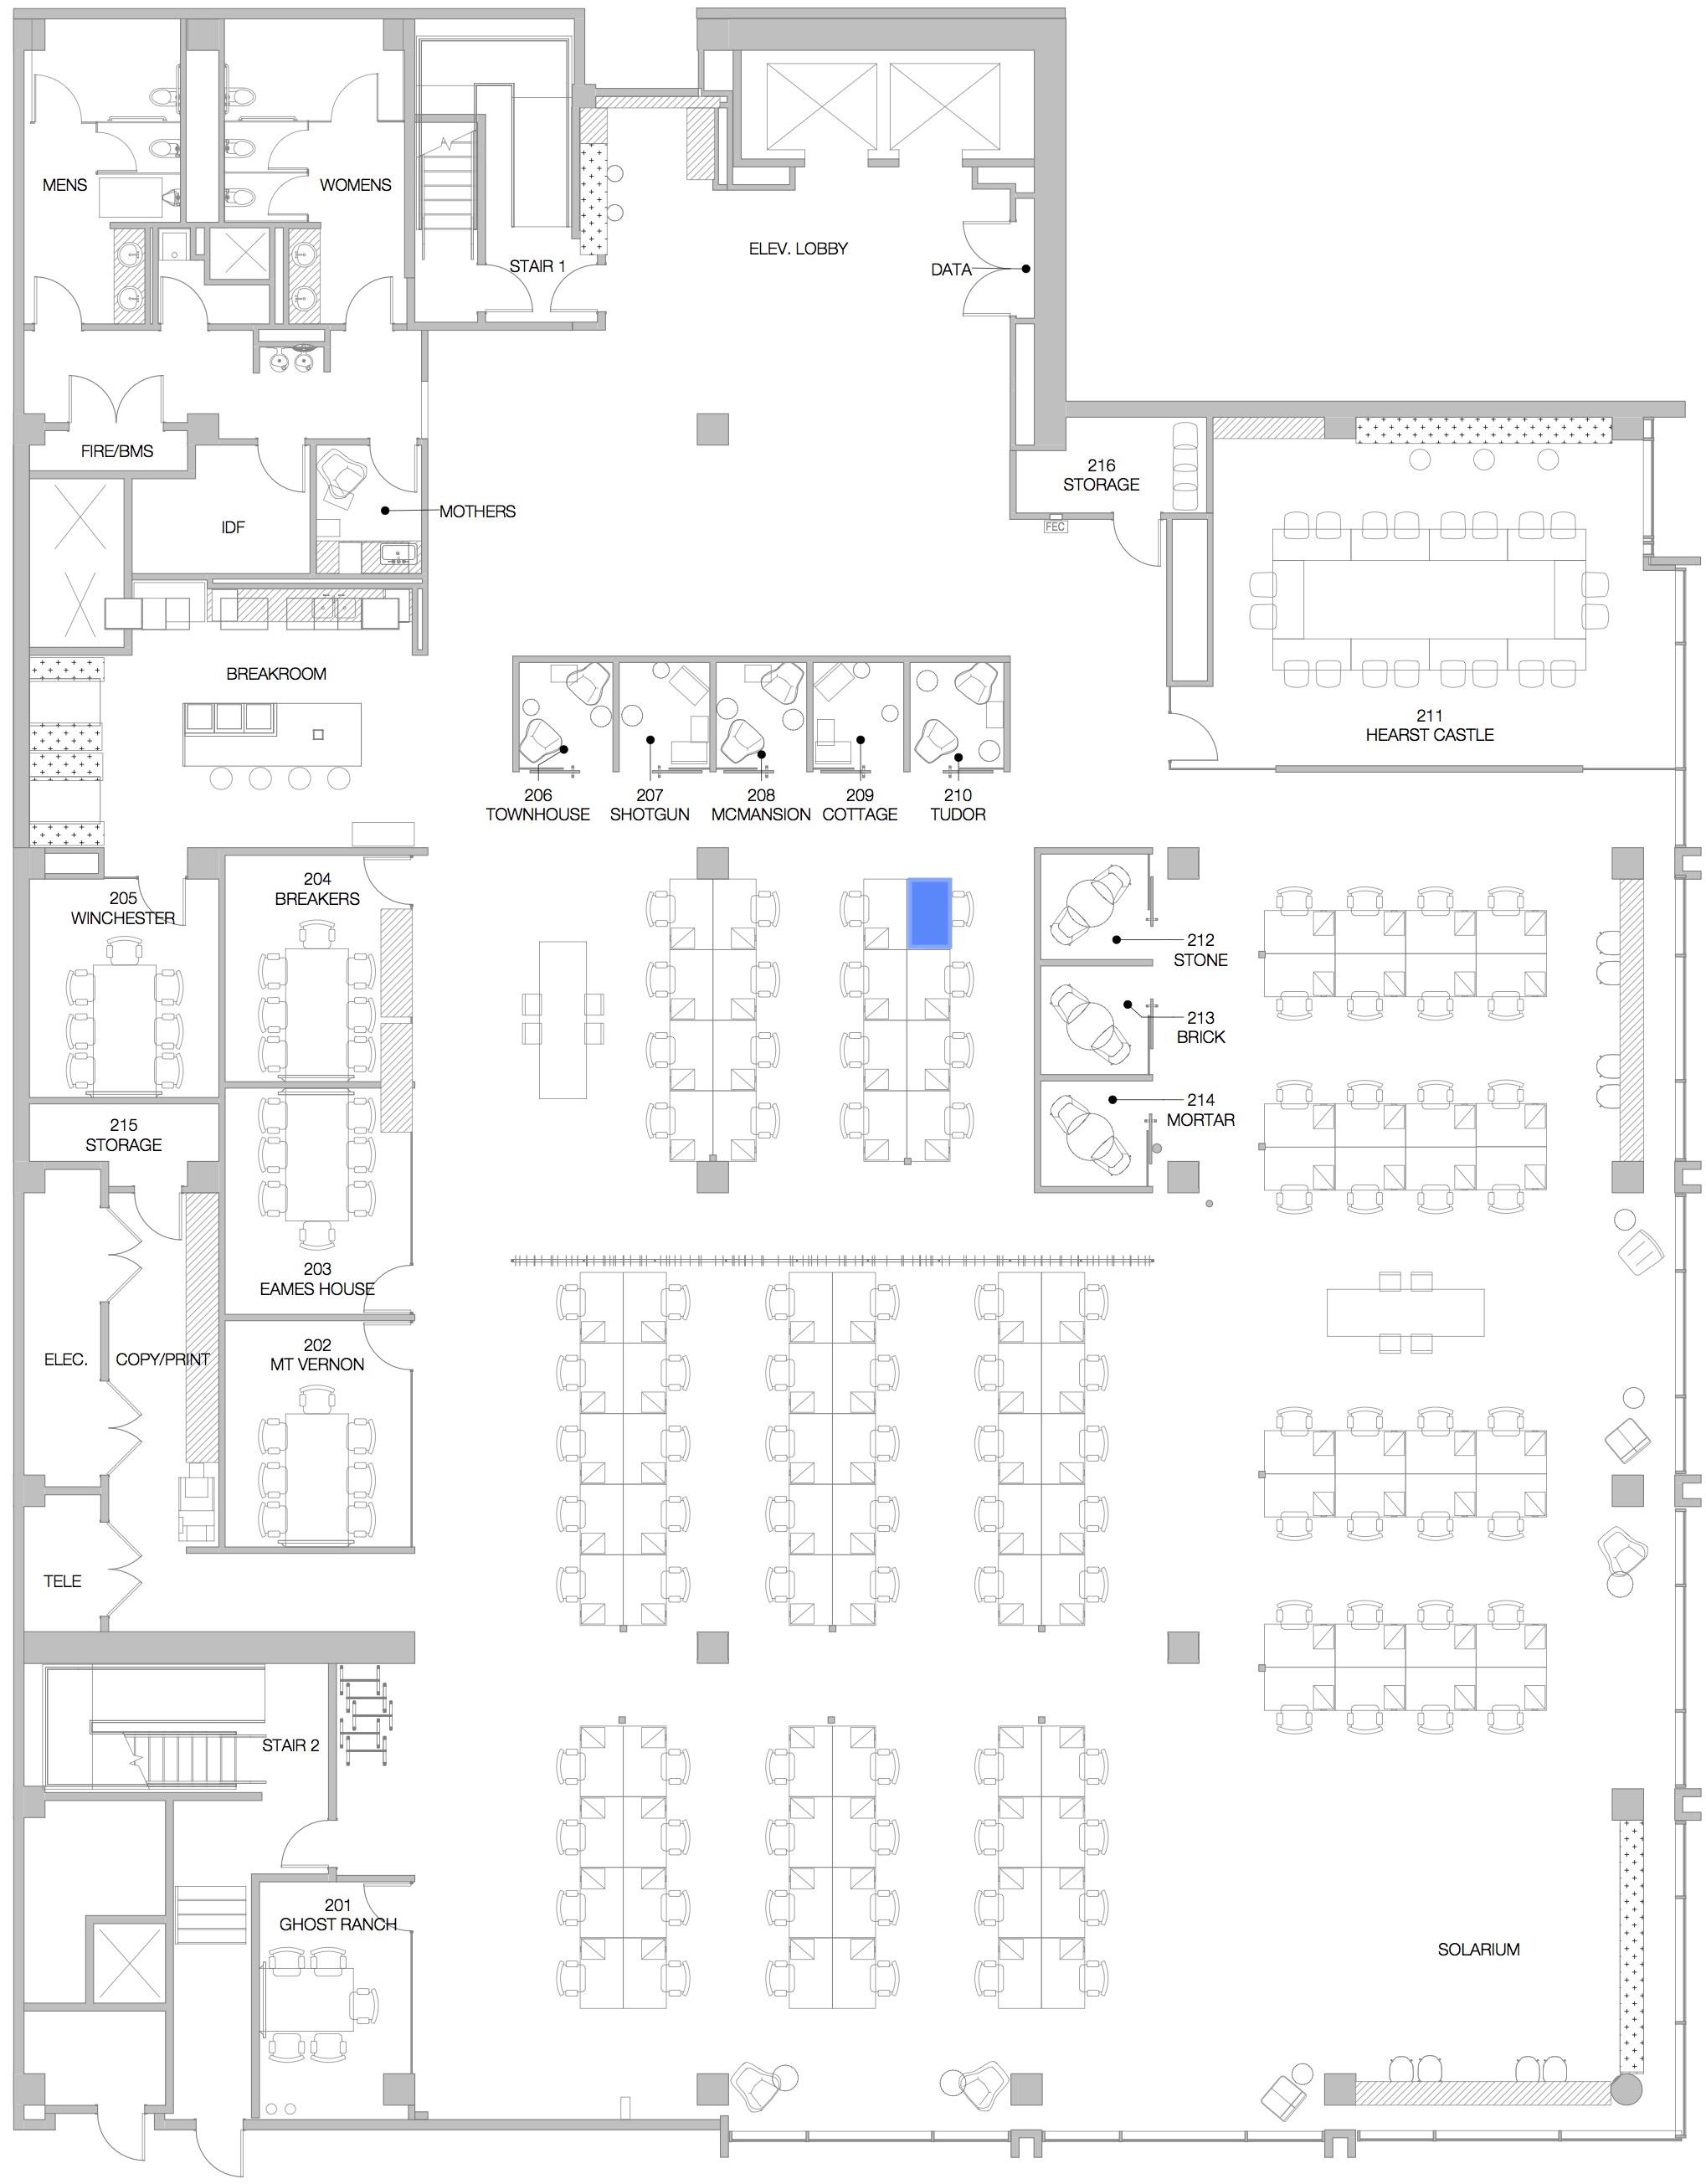 MENS
WOMENS
STAIR 1
ELEV. LOBBY
DATA
FIRE/BMS
IDF
MOTHERS
216
STORAGE
FEC
BREAKROOM
211
HEARST CASTLE
206
TOWNHOUSE
207
SHOTGUN
208
MCMANSION
209
COTTAGE
210
TUDOR
205
WINCHESTER
204
BREAKERS
212
STONE
213
BRICK
214
MORTAR
215
STORAGE
203
EAMES HOUSE
ELEC.
COPY/PRINT
202
MT VERNON
TELE
STAIR 2
201
GHOST RANCH
SOLARIUM